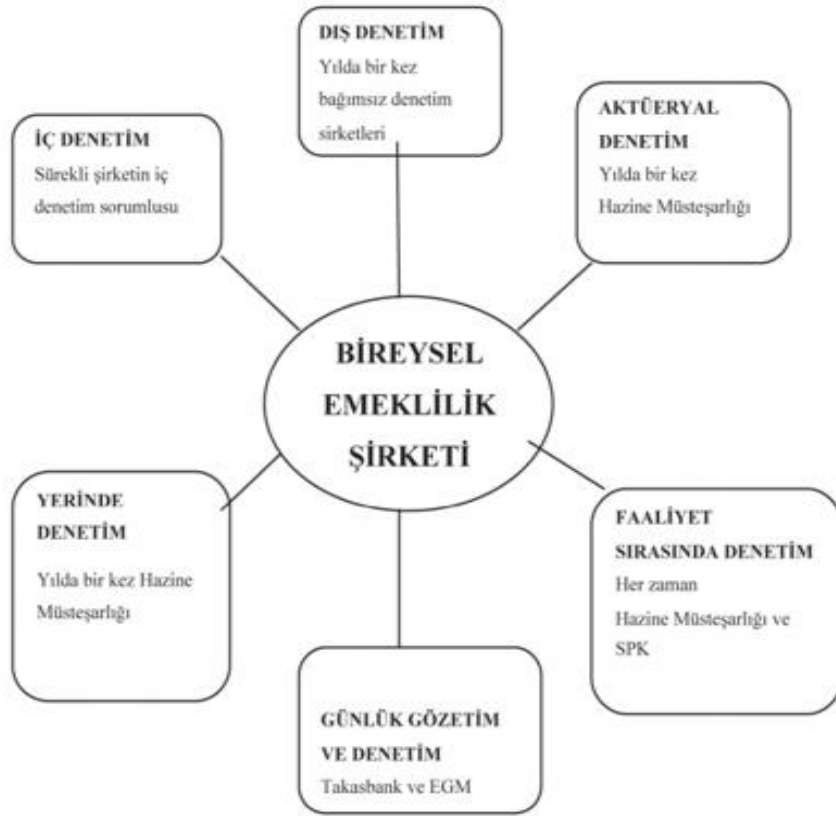 DIŞ DENETİM
Yılda bir kez
bağımsız denetim
sirketleri
AKTÜERYAL
DENETİM
Yılda bir kez
Hazine Müsteşarlığı
İÇ DENETİM
Sürekli şirketin iç
denetim sorumlusu
BİREYSEL
EMEKLİLİK
ŞİRKETİ
YERİNDE
DENETİM
Yılda bir kez Hazine
Müsteşarlığı
FAALİYET
SIRASINDA DENETİM
Her zaman
Hazine Müsteşarlığı ve
SPK
GÜNLÜK GÖZETİM
VE DENETİM
Takasbank ve EGM